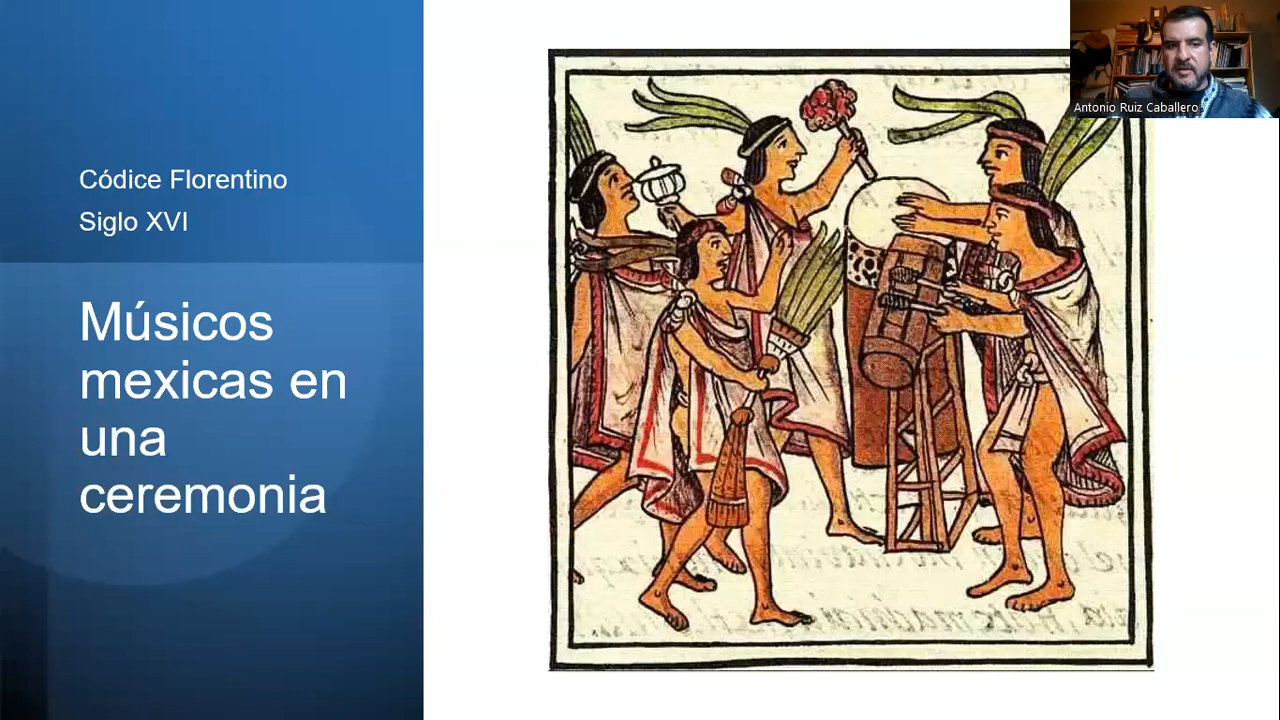 Códice Florentino
Siglo XVI
Músicos
mexicas en
una
ceremonia
Antonio Ruiz Caballero